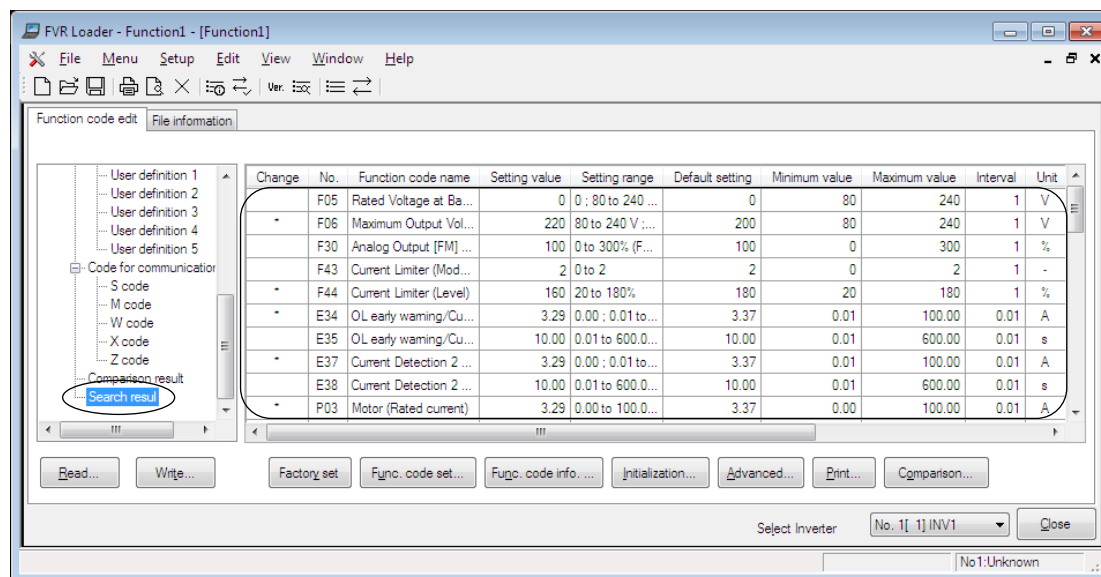 FVR Loader - Function1 - [Function1]
File Menu Setup Edit View Window Help
Ver.
Function code edit File information
User definition 1
User definition 2
User definition 3
User definition 4
User definition 5
Code for communication
S code
M code
W code
X code
Z code
Comparison result
Search resul
Change No. Function code name Setting value Setting range Default setting Minimum value Maximum value Interval Unit
F05 Rated Voltage at Ba... 0 0 ; 80 to 240 ... 0 80 240 1 V
* F06 Maximum Output Vol... 220 80 to 240 V ;... 200 80 240 1 V
F30 Analog Output [FM] ... 100 0 to 300% (F... 100 0 300 1 %
F43 Current Limiter (Mod... 2 0 to 2 2 0 2 1 -
* F44 Current Limiter (Level) 160 20 to 180% 180 20 180 1 %
* E34 OL early warning/Cu... 3.29 0.00 ; 0.01 to... 3.37 0.01 100.00 0.01 A
E35 OL early warning/Cu... 10.00 0.01 to 600.0... 10.00 0.01 600.00 0.01 s
* E37 Current Detection 2 ... 3.29 0.00 ; 0.01 to... 3.37 0.01 100.00 0.01 A
E38 Current Detection 2 ... 10.00 0.01 to 600.0... 10.00 0.01 600.00 0.01 s
* P03 Motor (Rated current) 3.29 0.00 to 100.0... 3.37 0.00 100.00 0.01 A
Read... Write... Factory set Func. code set... Func. code info. ... Initialization... Advanced... Print... Comparison...
Select Inverter No. 1[ 1] INV1 Close
No1:Unknown